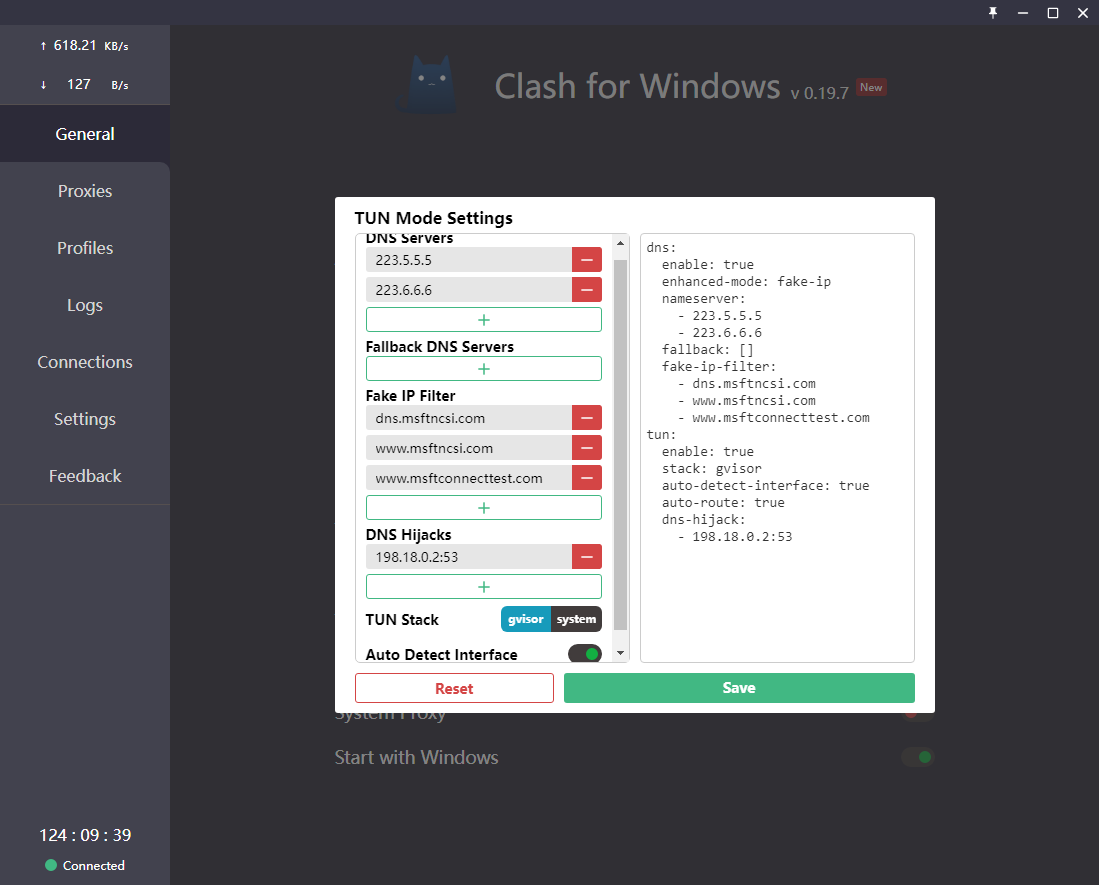 ↑ 618.21 KB/s
↓ 127 B/s
General
Proxies
Profiles
Logs
Connections
Settings
Feedback
124 : 09 : 39
Connected
Clash for Windows v 0.19.7 New
TUN Mode Settings
DNS Servers
223.5.5.5
223.6.6.6
+
Fallback DNS Servers
+
Fake IP Filter
dns.msftncsi.com
www.msftncsi.com
www.msftconnecttest.com
+
DNS Hijacks
198.18.0.2:53
+
TUN Stack gvisor system
Auto Detect Interface
dns:
enable: true
enhanced-mode: fake-ip
nameserver:
- 223.5.5.5
- 223.6.6.6
fallback: []
fake-ip-filter:
- dns.msftncsi.com
- www.msftncsi.com
- www.msftconnecttest.com
tun:
enable: true
stack: gvisor
auto-detect-interface: true
auto-route: true
dns-hijack:
- 198.18.0.2:53
Reset
Save
System Proxy
Start with Windows